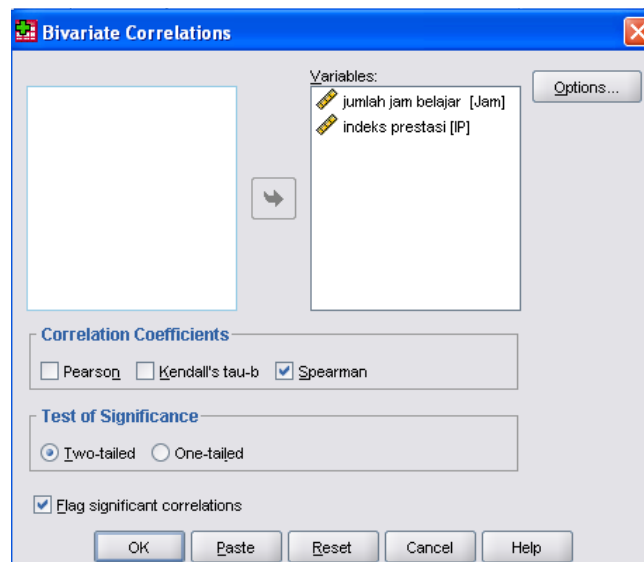 Bivariate Correlations
Variables:
jumlah jam belajar [Jam]
indeks prestasi [IP]
Options...
Correlation Coefficients
Pearson
Kendall's tau-b
Spearman
Test of Significance
Two-tailed
One-tailed
Flag significant correlations
OK
Paste
Reset
Cancel
Help